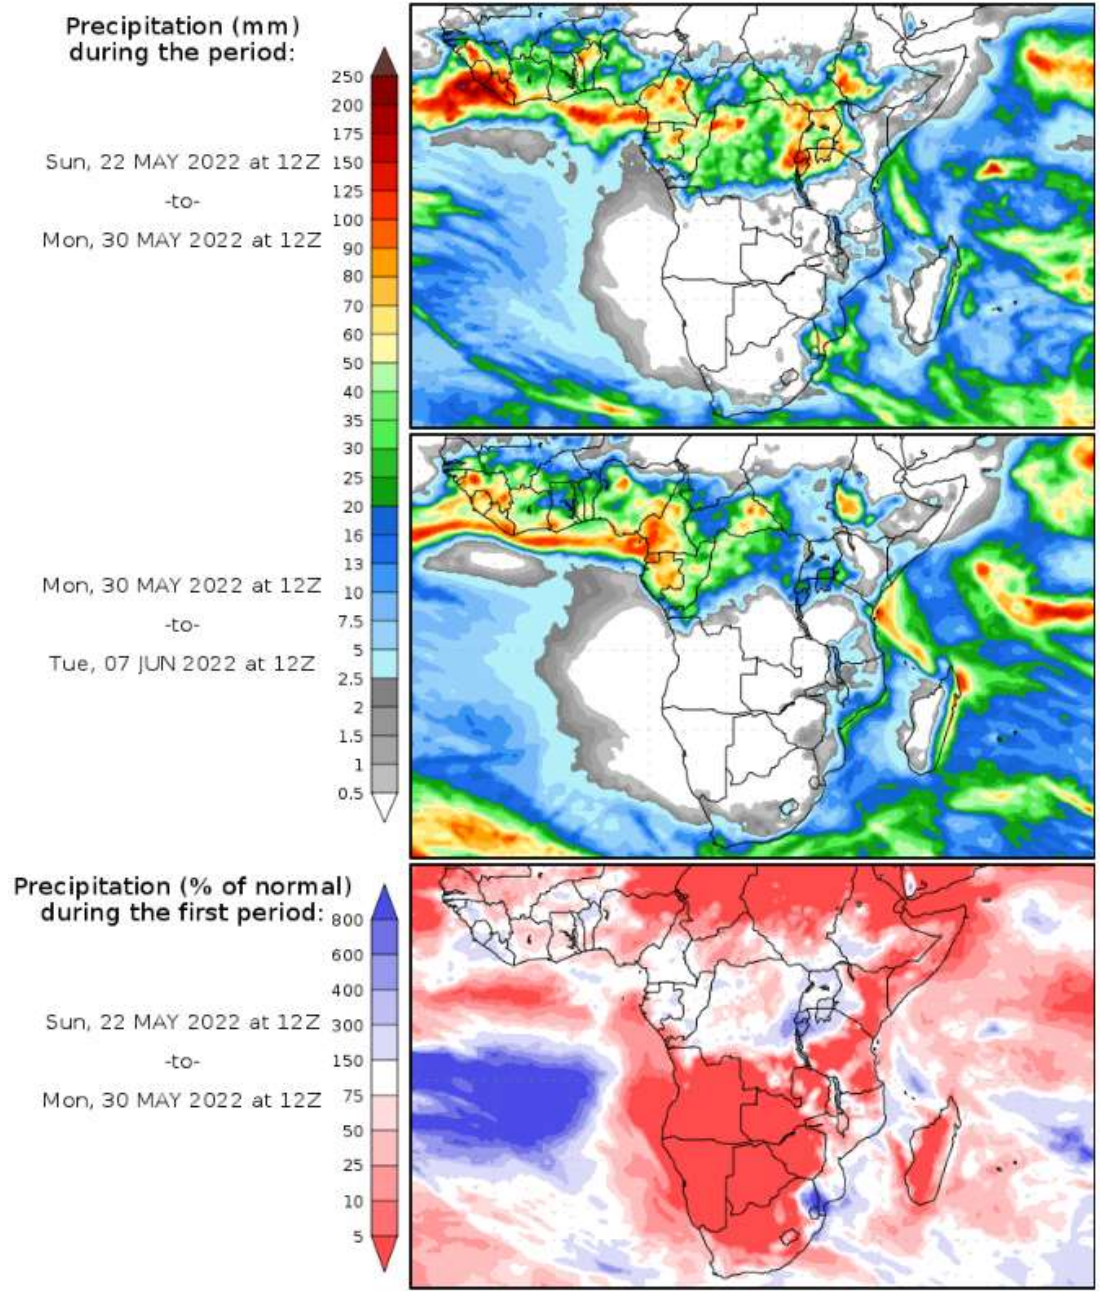 Precipitation (mm)
during the period:
250
200
175
Sun, 22 MAY 2022 at 12Z
150
125
-to-
100
Mon, 30 MAY 2022 at 12Z
90
80
70
60
50
40
35
30
25
20
16
13
Mon, 30 MAY 2022 at 12Z
10
-to-
7.5
5
Tue, 07 JUN 2022 at 12Z
2.5
2
1.5
1
0.5
Precipitation (% of normal)
during the first period:
800
600
400
Sun, 22 MAY 2022 at 12Z
300
-to-
150
Mon, 30 MAY 2022 at 12Z
75
50
25
10
5